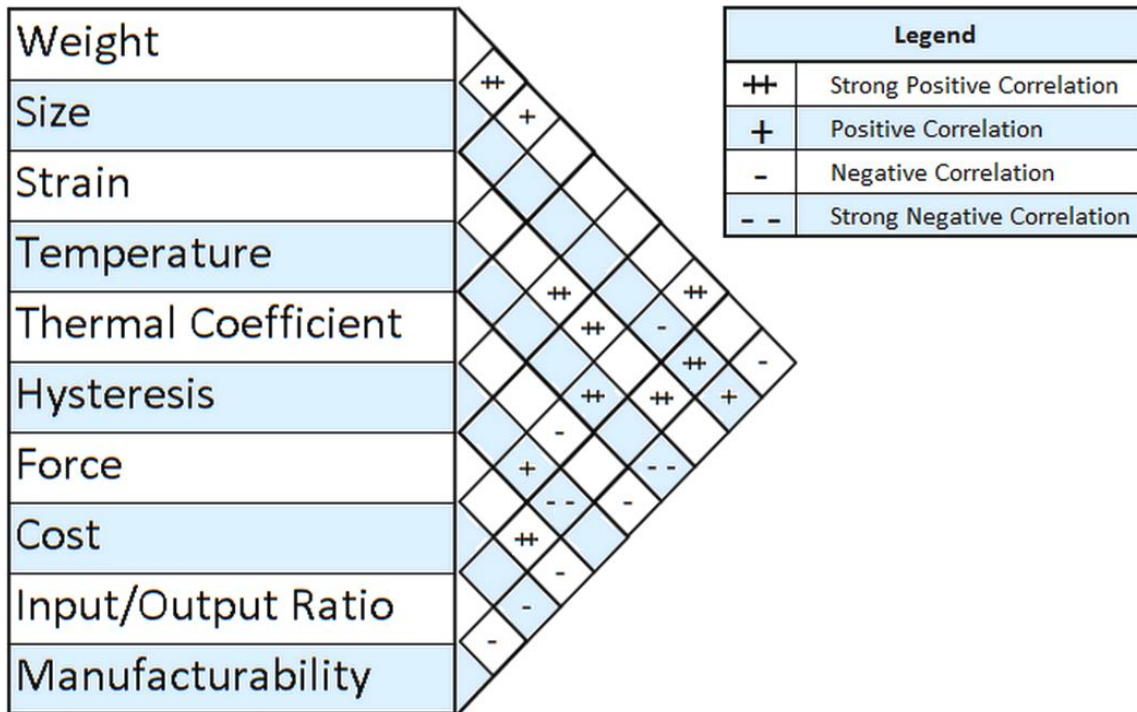 Weight
Size
Strain
Temperature
Thermal Coefficient
Hysteresis
Force
Cost
Input/Output Ratio
Manufacturability
Legend
++ Strong Positive Correlation
+ Positive Correlation
- Negative Correlation
- - Strong Negative Correlation
++
+
++ ++
++ -
++ -
++ ++ +
-
+ - -
- - -
++
-
-
-